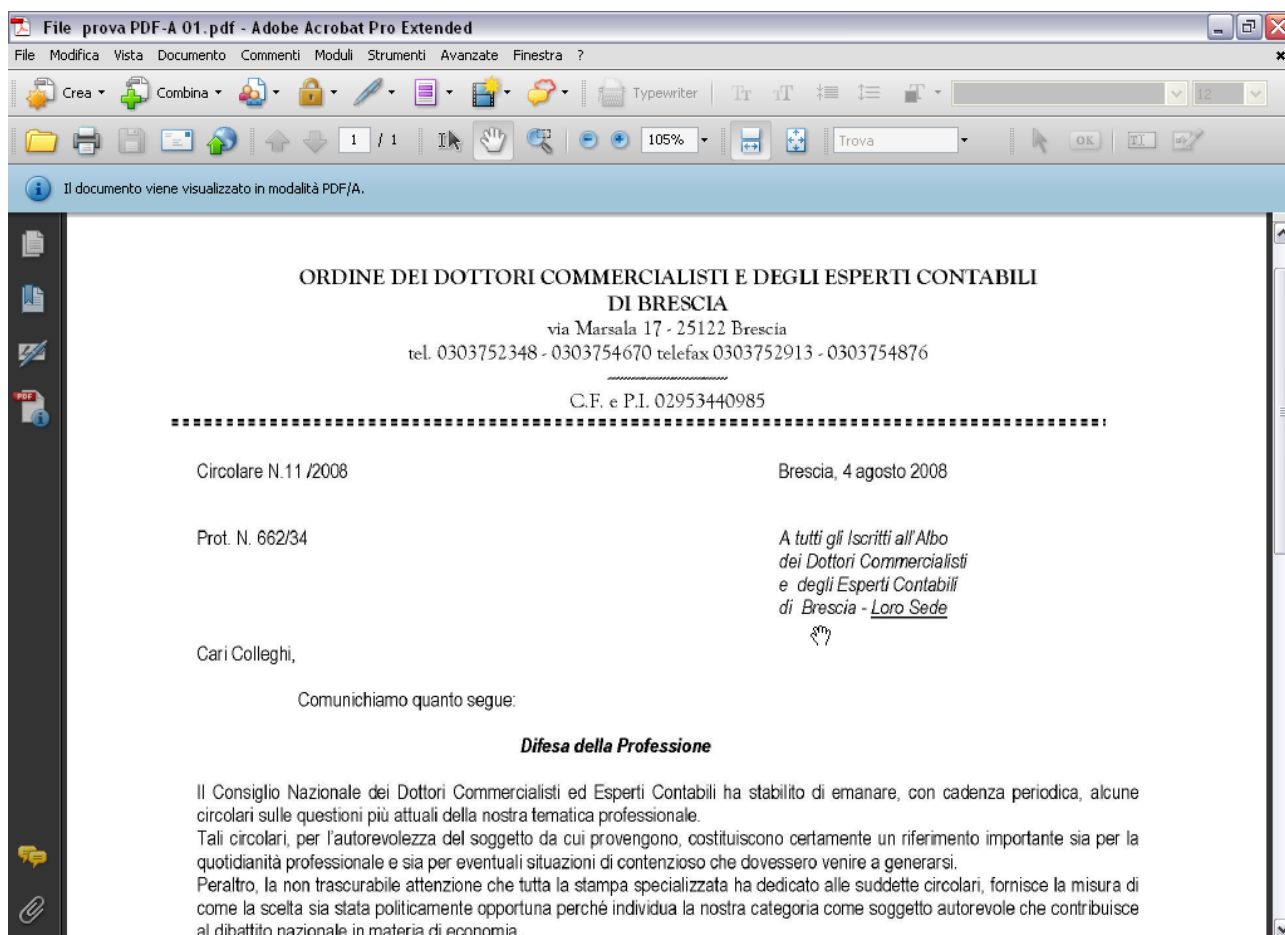 File prova PDF-A 01.pdf - Adobe Acrobat Pro Extended
File Modifica Vista Documento Commenti Moduli Strumenti Avanzate Finestra ?
Crea Combina Typewriter 12
1 / 1 105% Trova OK
Il documento viene visualizzato in modalità PDF/A.
ORDINE DEI DOTTORI COMMERCIALISTI E DEGLI ESPERTI CONTABILI
DI BRESCIA
via Marsala 17 - 25122 Brescia
tel. 0303752348 - 0303754670 telefax 0303752913 - 0303754876
C.F. e P.I. 02953440985
Circolare N.11 /2008 Brescia, 4 agosto 2008
Prot. N. 662/34 A tutti gli Iscritti all'Albo
dei Dottori Commercialisti
e degli Esperti Contabili
di Brescia - Loro Sede
Cari Colleghi,
Comunichiamo quanto segue:
Difesa della Professione
Il Consiglio Nazionale dei Dottori Commercialisti ed Esperti Contabili ha stabilito di emanare, con cadenza periodica, alcune
circolari sulle questioni più attuali della nostra tematica professionale.
Tali circolari, per l'autorevolezza del soggetto da cui provengono, costituiscono certamente un riferimento importante sia per la
quotidianità professionale e sia per eventuali situazioni di contenzioso che dovessero venire a generarsi.
Peraltro, la non trascurabile attenzione che tutta la stampa specializzata ha dedicato alle suddette circolari, fornisce la misura di
come la scelta sia stata politicamente opportuna perché individua la nostra categoria come soggetto autorevole che contribuisce
al dibattito nazionale in materia di economia.